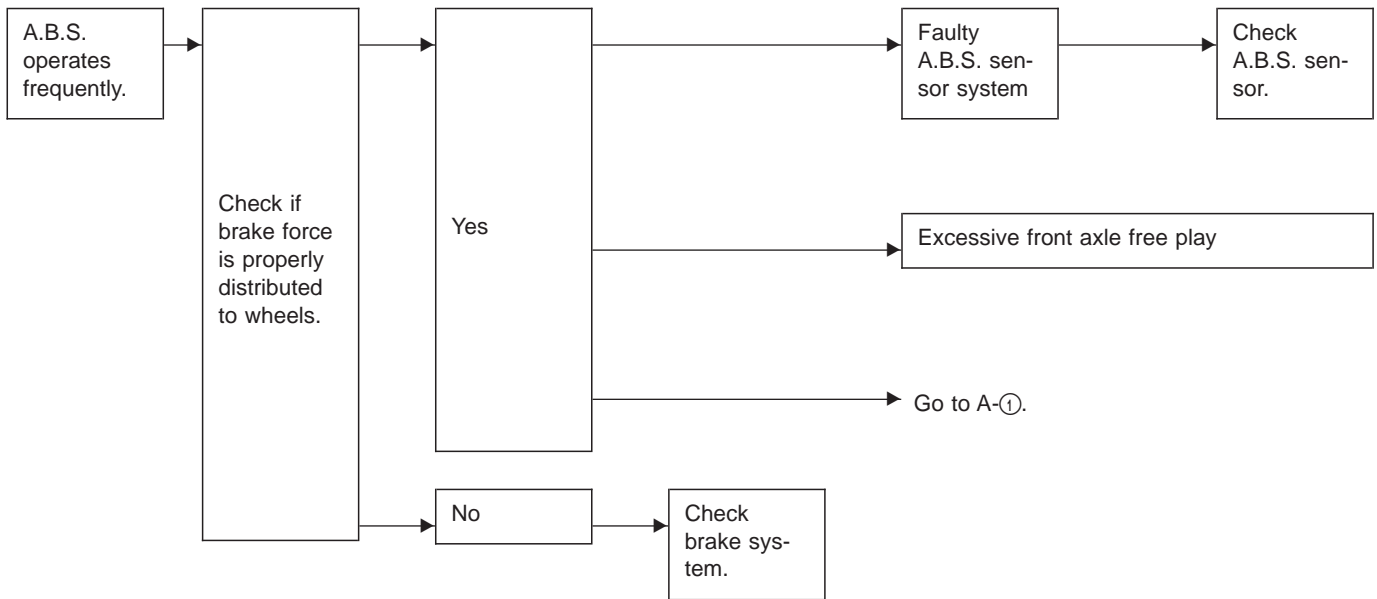 A.B.S.
operates
frequently.
Check if
brake force
is properly
distributed
to wheels.
Yes
Faulty
A.B.S. sen-
sor system
Check
A.B.S. sen-
sor.
Excessive front axle free play
Go to A-①.
No
Check
brake sys-
tem.